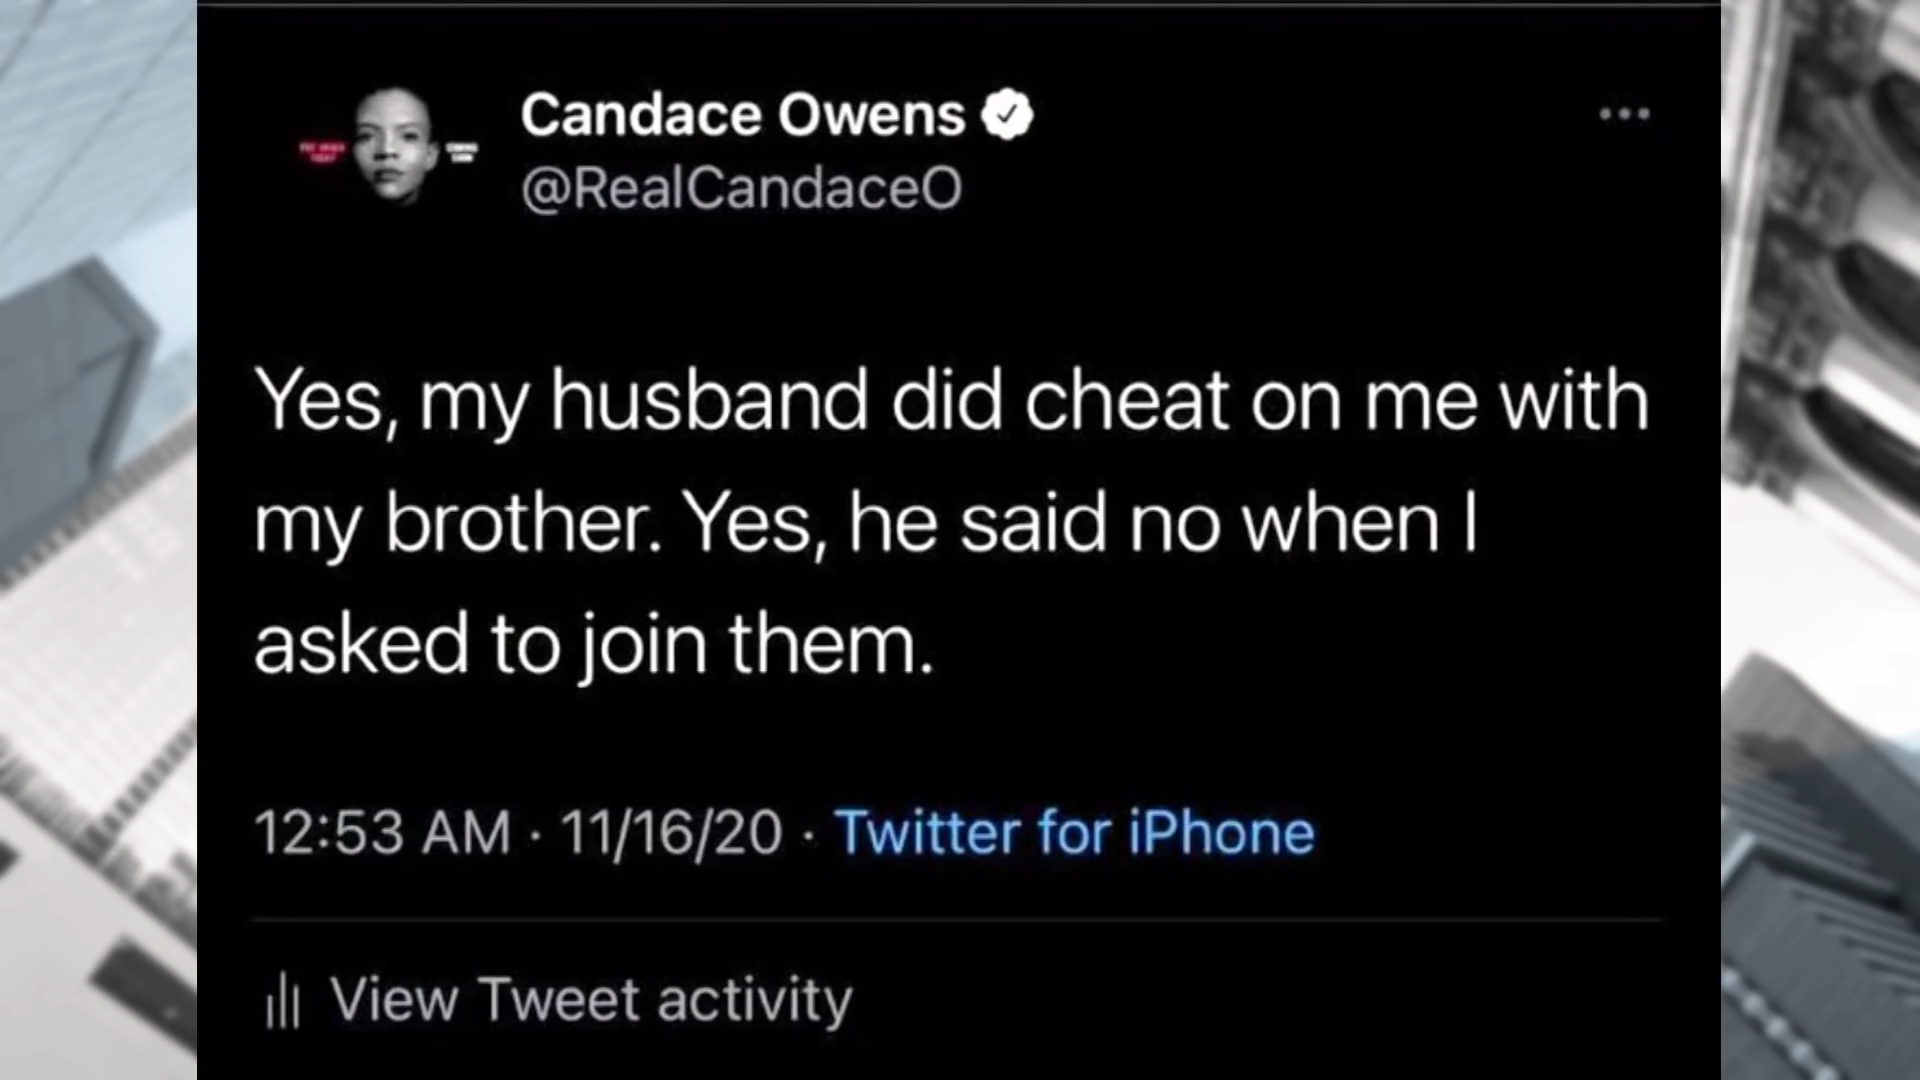 Candace Owens
@RealCandaceO
Yes, my husband did cheat on me with
my brother. Yes, he said no when I
asked to join them.
12:53 AM · 11/16/20 · Twitter for iPhone
View Tweet activity